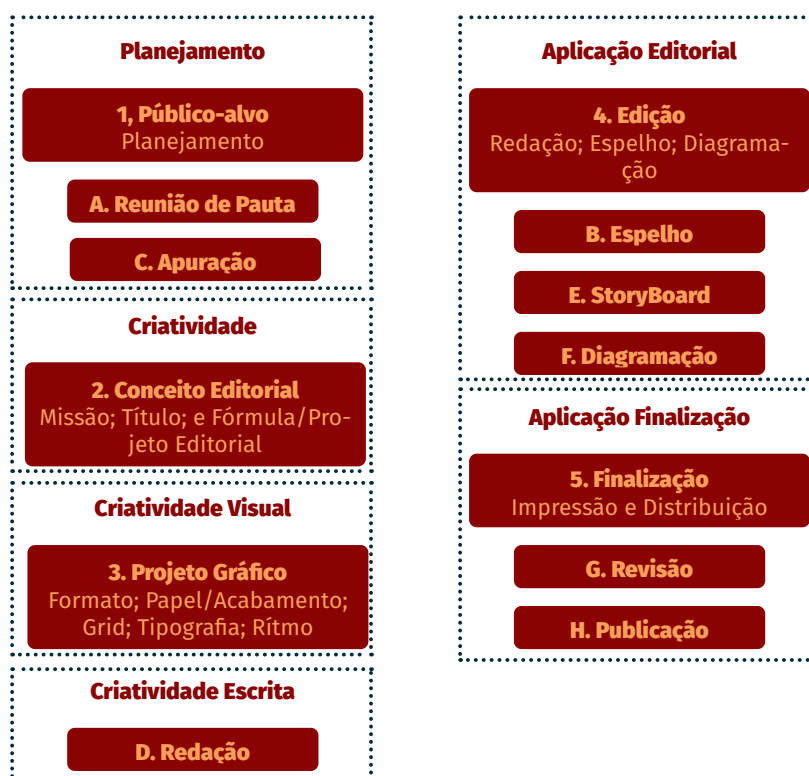 Planejamento
1, Público-alvo
Planejamento
A. Reunião de Pauta
C. Apuração
Criatividade
2. Conceito Editorial
Missão; Título; e Fórmula/Pro-
jeto Editorial
Criatividade Visual
3. Projeto Gráfico
Formato; Papel/Acabamento;
Grid; Tipografia; Rítmo
Criatividade Escrita
D. Redação
Aplicação Editorial
4. Edição
Redação; Espelho; Diagrama-
ção
B. Espelho
E. StoryBoard
F. Diagramação
Aplicação Finalização
5. Finalização
Impressão e Distribuição
G. Revisão
H. Publicação